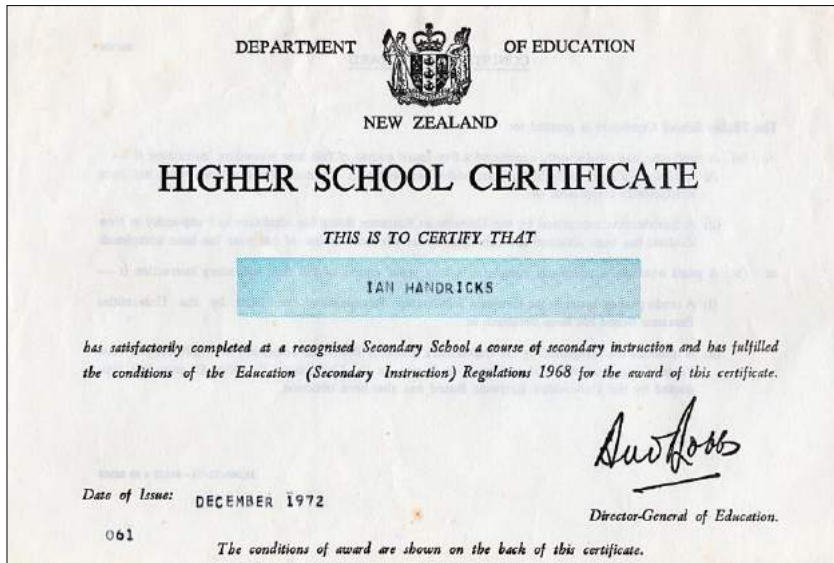 DEPARTMENT OF EDUCATION
NEW ZEALAND
HIGHER SCHOOL CERTIFICATE
THIS IS TO CERTIFY THAT
IAN HANDRICKS
has satisfactorily completed at a recognised Secondary School a course of secondary instruction and has fulfilled
the conditions of the Education (Secondary Instruction) Regulations 1968 for the award of this certificate.
Date of Issue: DECEMBER 1972
Director-General of Education.
061
The conditions of award are shown on the back of this certificate.